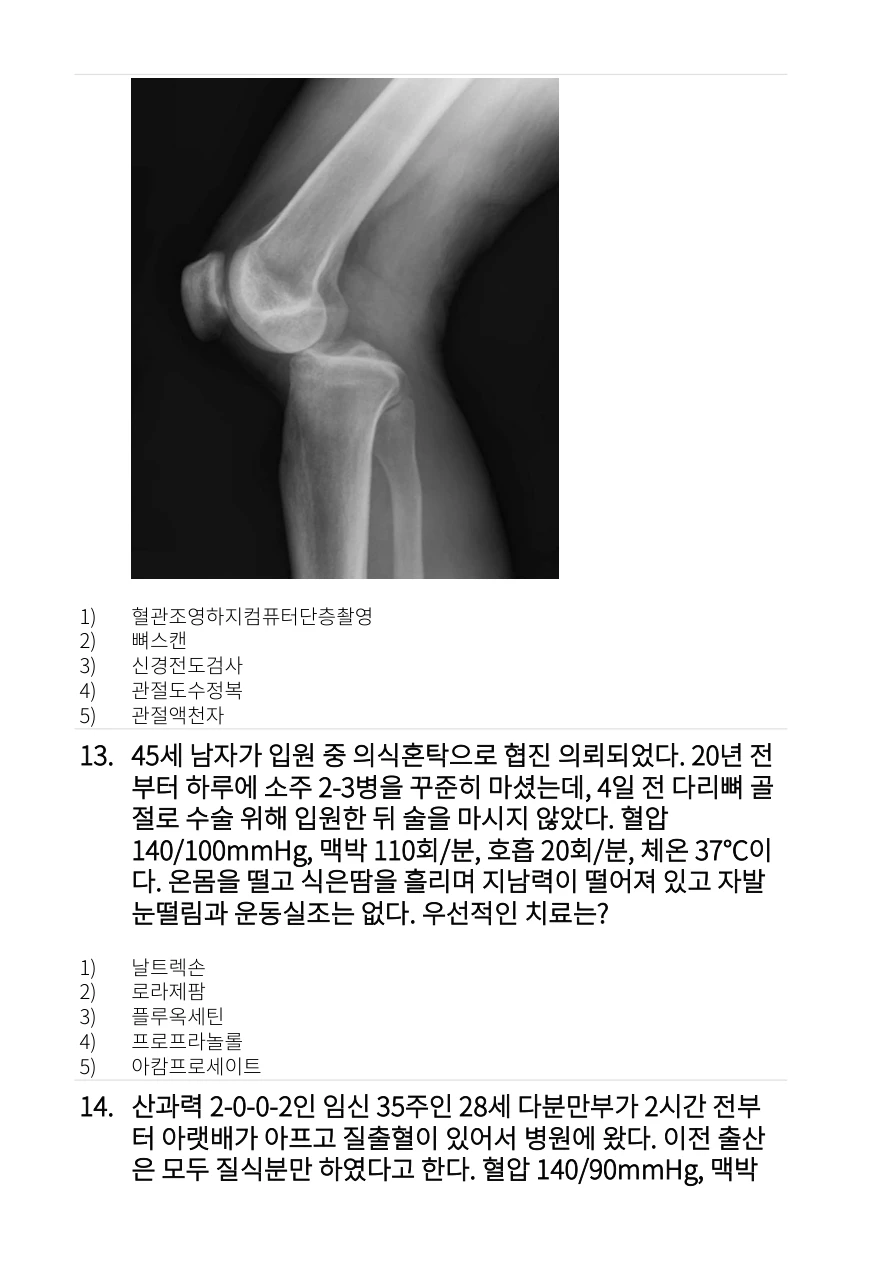 1) 혈관조영하지컴퓨터단층촬영
2) 뼈스캔
3) 신경전도검사
4) 관절도수정복
5) 관절액천자
13. 45세 남자가 입원 중 의식혼탁으로 협진 의뢰되었다. 20년 전
부터 하루에 소주 2-3병을 꾸준히 마셨는데, 4일 전 다리뼈 골
절로 수술 위해 입원한 뒤 술을 마시지 않았다. 혈압
140/100mmHg, 맥박 110회/분, 호흡 20회/분, 체온 37°C이
다. 온몸을 떨고 식은땀을 흘리며 지남력이 떨어져 있고 자발
눈떨림과 운동실조는 없다. 우선적인 치료는?
1) 날트렉손
2) 로라제팜
3) 플루옥세틴
4) 프로프라놀롤
5) 아캄프로세이트
14. 산과력 2-0-0-2인 임신 35주인 28세 다분만부가 2시간 전부
터 아랫배가 아프고 질출혈이 있어서 병원에 왔다. 이전 출산
은 모두 질식분만 하였다고 한다. 혈압 140/90mmHg, 맥박